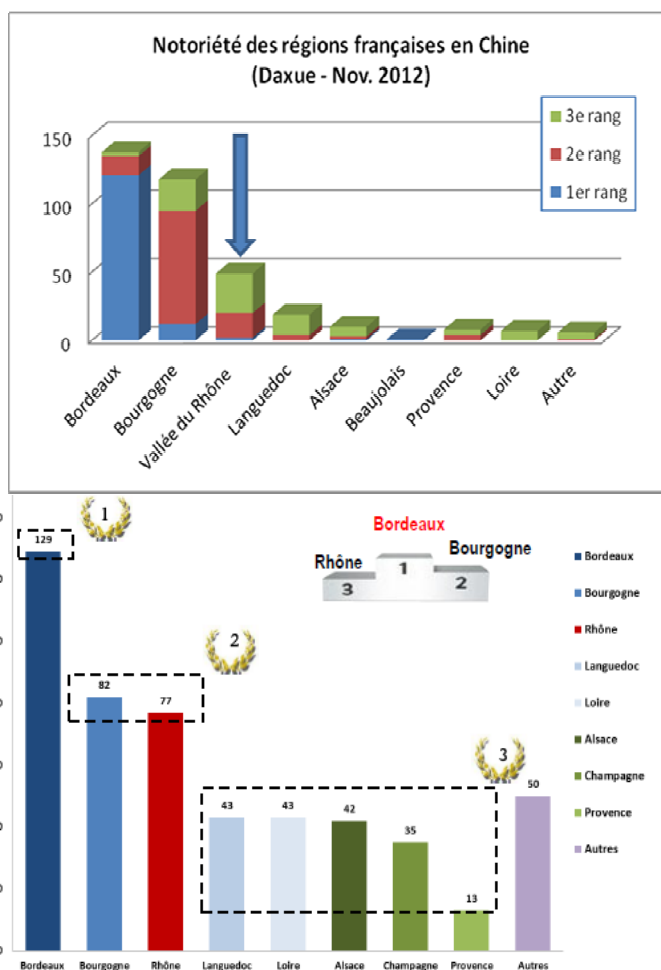 Notoriété des régions françaises en Chine
(Daxue - Nov. 2012)
150
100
50
0
3e rang
2e rang
1er rang
Bordeaux
Bourgogne
Vallée du Rhône
Languedoc
Alsace
Beaujolais
Provence
Loire
Autre
1
129
Bordeaux
Rhône
Bourgogne
1
3
2
2
82
77
3
43
43
42
35
13
50
Bordeaux
Bourgogne
Rhône
Languedoc
Loire
Alsace
Champagne
Provence
Autres
Bordeaux Bourgogne Rhône Languedoc Loire Alsace Champagne Provence Autres